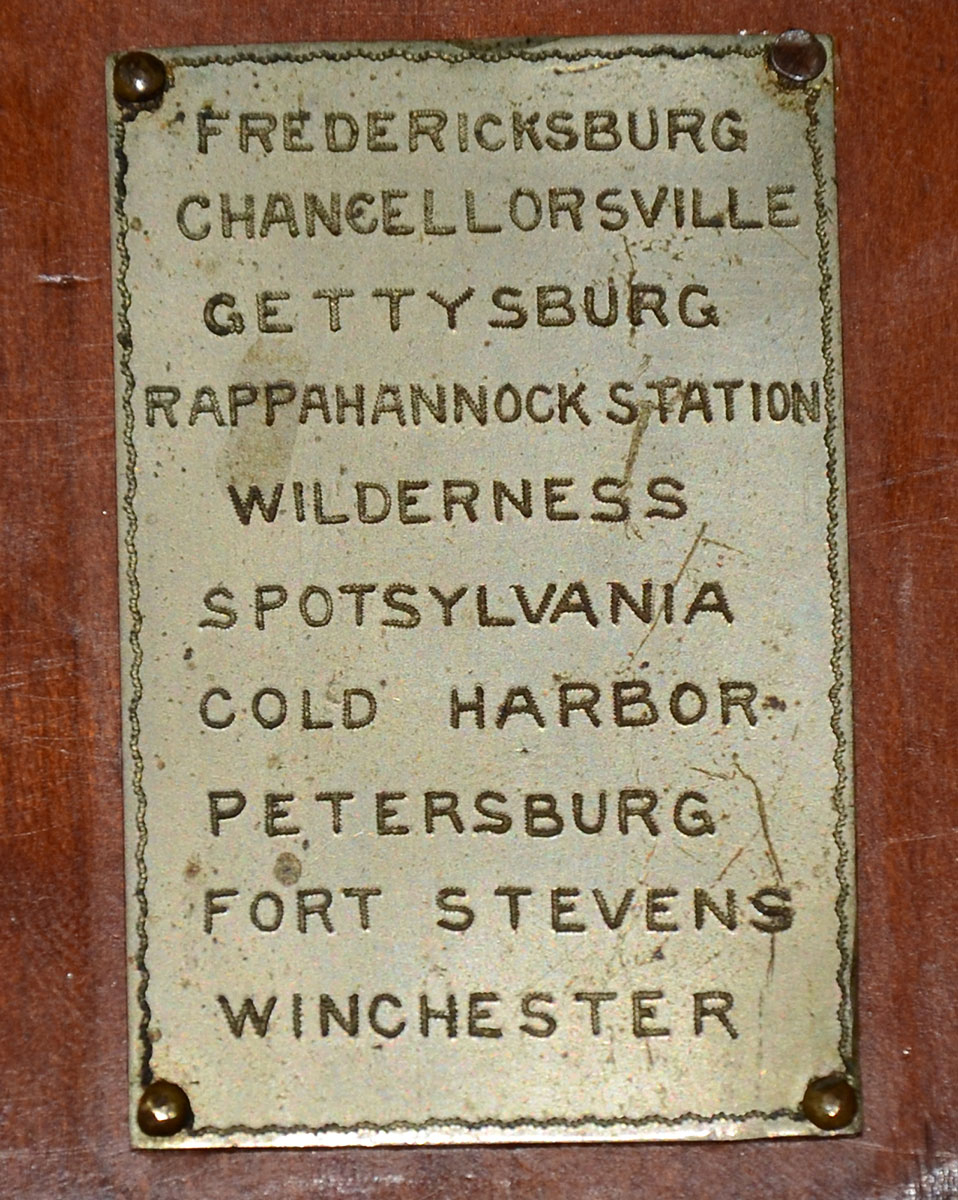 FREDERICKSBURG
CHANCELLORSVILLE
GETTYSBURG
RAPPAHANNOCK STATION
WILDERNESS
SPOTSYLVANIA
COLD HARBOR
PETERSBURG
FORT STEVENS
WINCHESTER